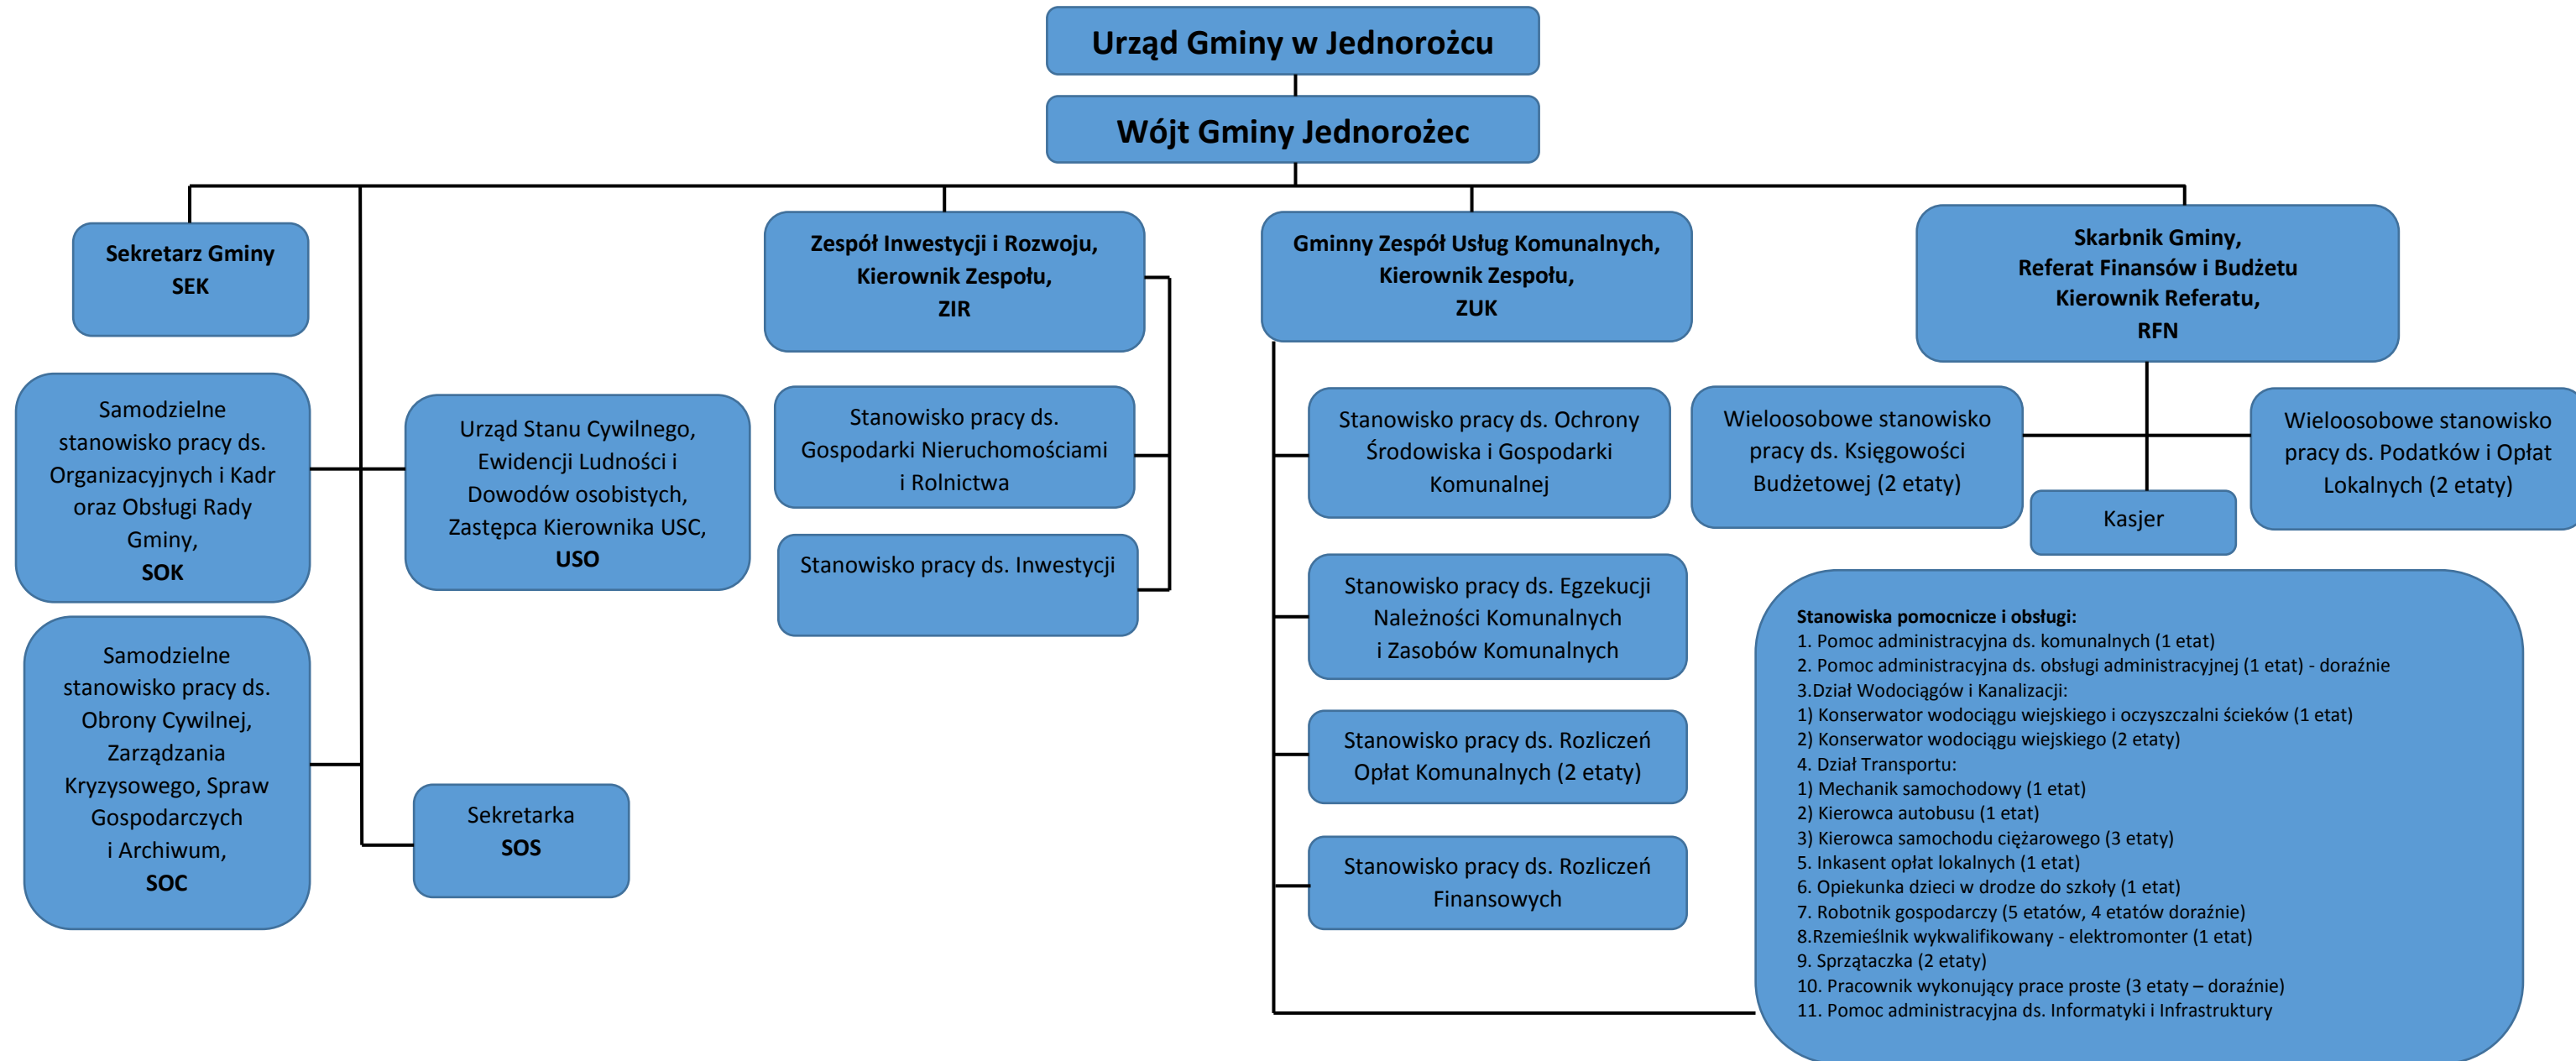 Urząd Gminy w Jednorożcu
Wójt Gminy Jednorożec
Sekretarz Gminy
SEK
Zespół Inwestycji i Rozwoju,
Kierownik Zespołu,
ZIR
Gminny Zespół Usług Komunalnych,
Kierownik Zespołu,
ZUK
Skarbnik Gminy,
Referat Finansów i Budżetu
Kierownik Referatu,
RFN
Samodzielne
stanowisko pracy ds.
Organizacyjnych i Kadr
oraz Obsługi Rady
Gminy,
SOK
Urząd Stanu Cywilnego,
Ewidencji Ludności i
Dowodów osobistych,
Zastępca Kierownika USC,
USO
Stanowisko pracy ds.
Gospodarki Nieruchomościami
i Rolnictwa
Stanowisko pracy ds. Inwestycji
Stanowisko pracy ds. Ochrony
Środowiska i Gospodarki
Komunalnej
Stanowisko pracy ds. Egzekucji
Należności Komunalnych
i Zasobów Komunalnych
Stanowisko pracy ds. Rozliczeń
Opłat Komunalnych (2 etaty)
Stanowisko pracy ds. Rozliczeń
Finansowych
Wieloosobowe stanowisko
pracy ds. Księgowości
Budżetowej (2 etaty)
Kasjer
Wieloosobowe stanowisko
pracy ds. Podatków i Opłat
Lokalnych (2 etaty)
Samodzielne
stanowisko pracy ds.
Obrony Cywilnej,
Zarządzania
Kryzysowego, Spraw
Gospodarczych
i Archiwum,
SOC
Sekretarka
SOS
Stanowiska pomocnicze i obsługi:
1. Pomoc administracyjna ds. komunalnych (1 etat)
2. Pomoc administracyjna ds. obsługi administracyjnej (1 etat) - doraźnie
3.Dział Wodociągów i Kanalizacji:
1) Konserwator wodociągu wiejskiego i oczyszczalni ścieków (1 etat)
2) Konserwator wodociągu wiejskiego (2 etaty)
4. Dział Transportu:
1) Mechanik samochodowy (1 etat)
2) Kierowca autobusu (1 etat)
3) Kierowca samochodu ciężarowego (3 etaty)
5. Inkasent opłat lokalnych (1 etat)
6. Opiekunka dzieci w drodze do szkoły (1 etat)
7. Robotnik gospodarczy (5 etatów, 4 etatów doraźnie)
8.Rzemieślnik wykwalifikowany - elektromonter (1 etat)
9. Sprzątaczka (2 etaty)
10. Pracownik wykonujący prace proste (3 etaty – doraźnie)
11. Pomoc administracyjna ds. Informatyki i Infrastruktury